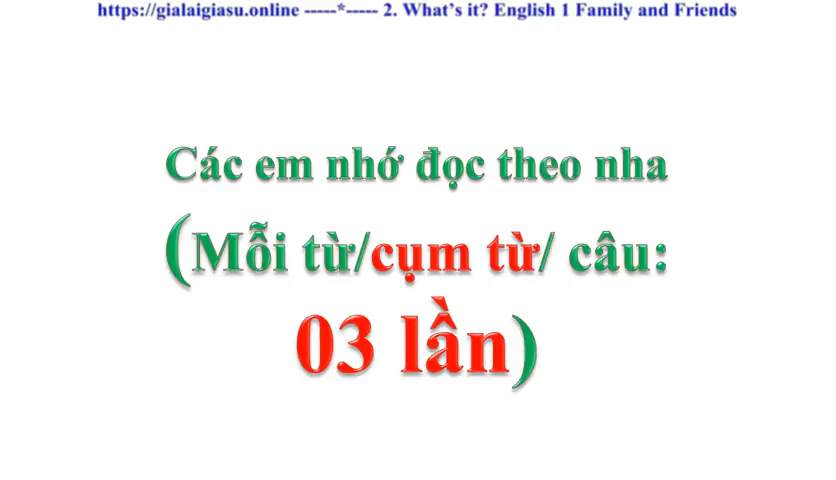 https://gialaigiasu.online -----*----- 2. What’s it? English 1 Family and Friends
Các em nhớ đọc theo nha
(Mỗi từ/cụm từ/ câu:
03 lần)